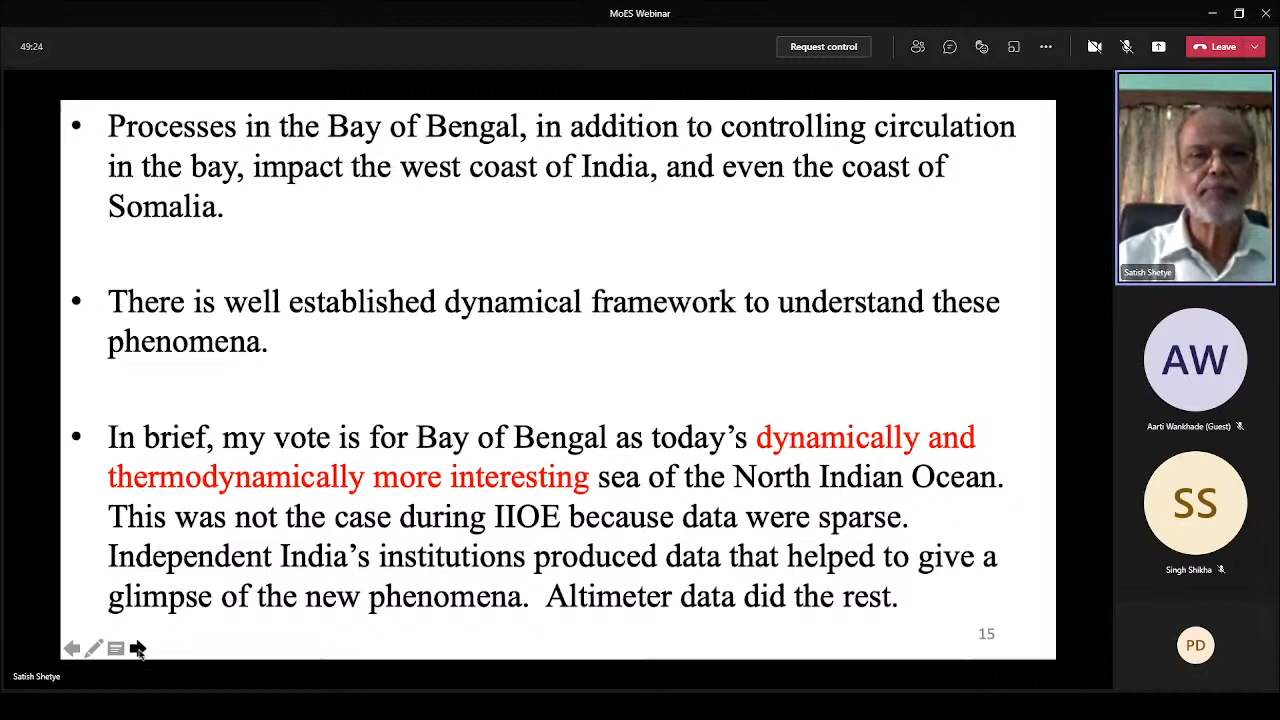 MoES Webinar
49:24
Request control
Leave
• Processes in the Bay of Bengal, in addition to controlling circulation
in the bay, impact the west coast of India, and even the coast of
Somalia.
• There is well established dynamical framework to understand these
phenomena.
• In brief, my vote is for Bay of Bengal as today’s dynamically and
thermodynamically more interesting sea of the North Indian Ocean.
This was not the case during IIOE because data were sparse.
Independent India’s institutions produced data that helped to give a
glimpse of the new phenomena.  Altimeter data did the rest.
15
Satish Shetye
Satish Shetye
AW
Aarti Wankhade (Guest)
SS
Singh Shikha
PD